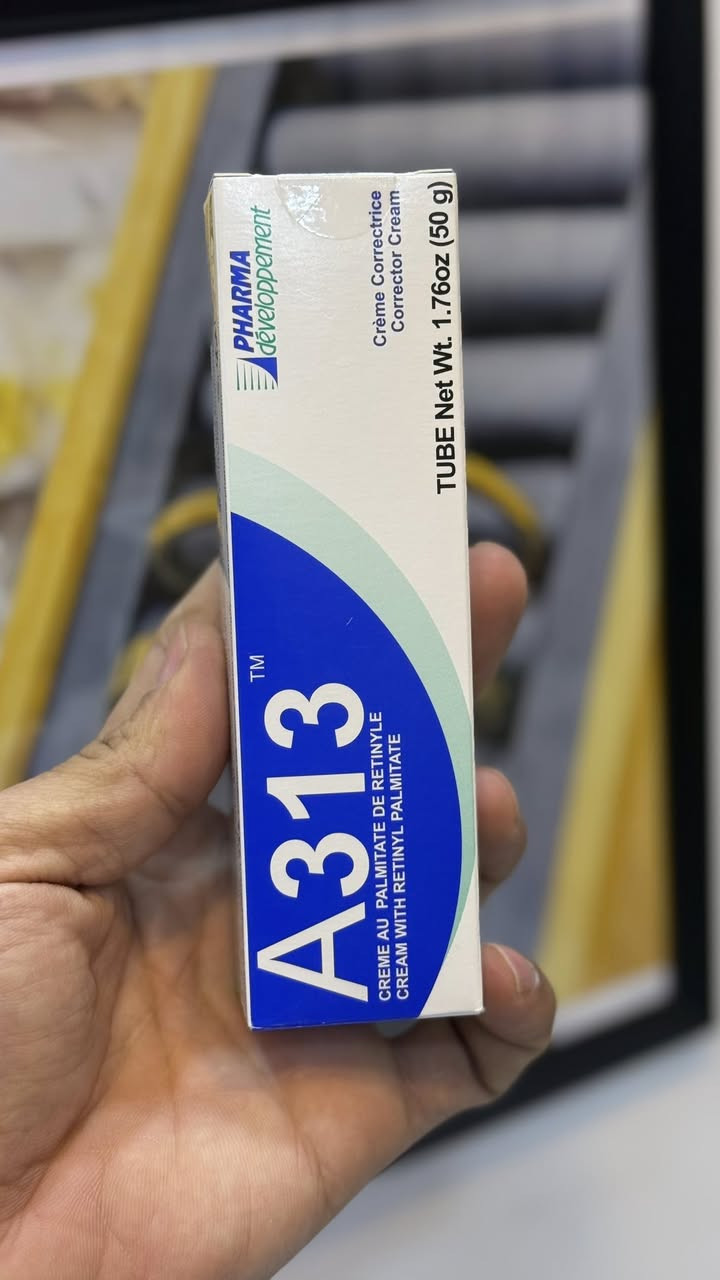 PHARMA
développement
Crème Correctrice
Corrector Cream
TUBE Net Wt. 1.76oz (50 g)
A313™
CREME AU PALMITATE DE RETINYLE
CREAM WITH RETINYL PALMITATE